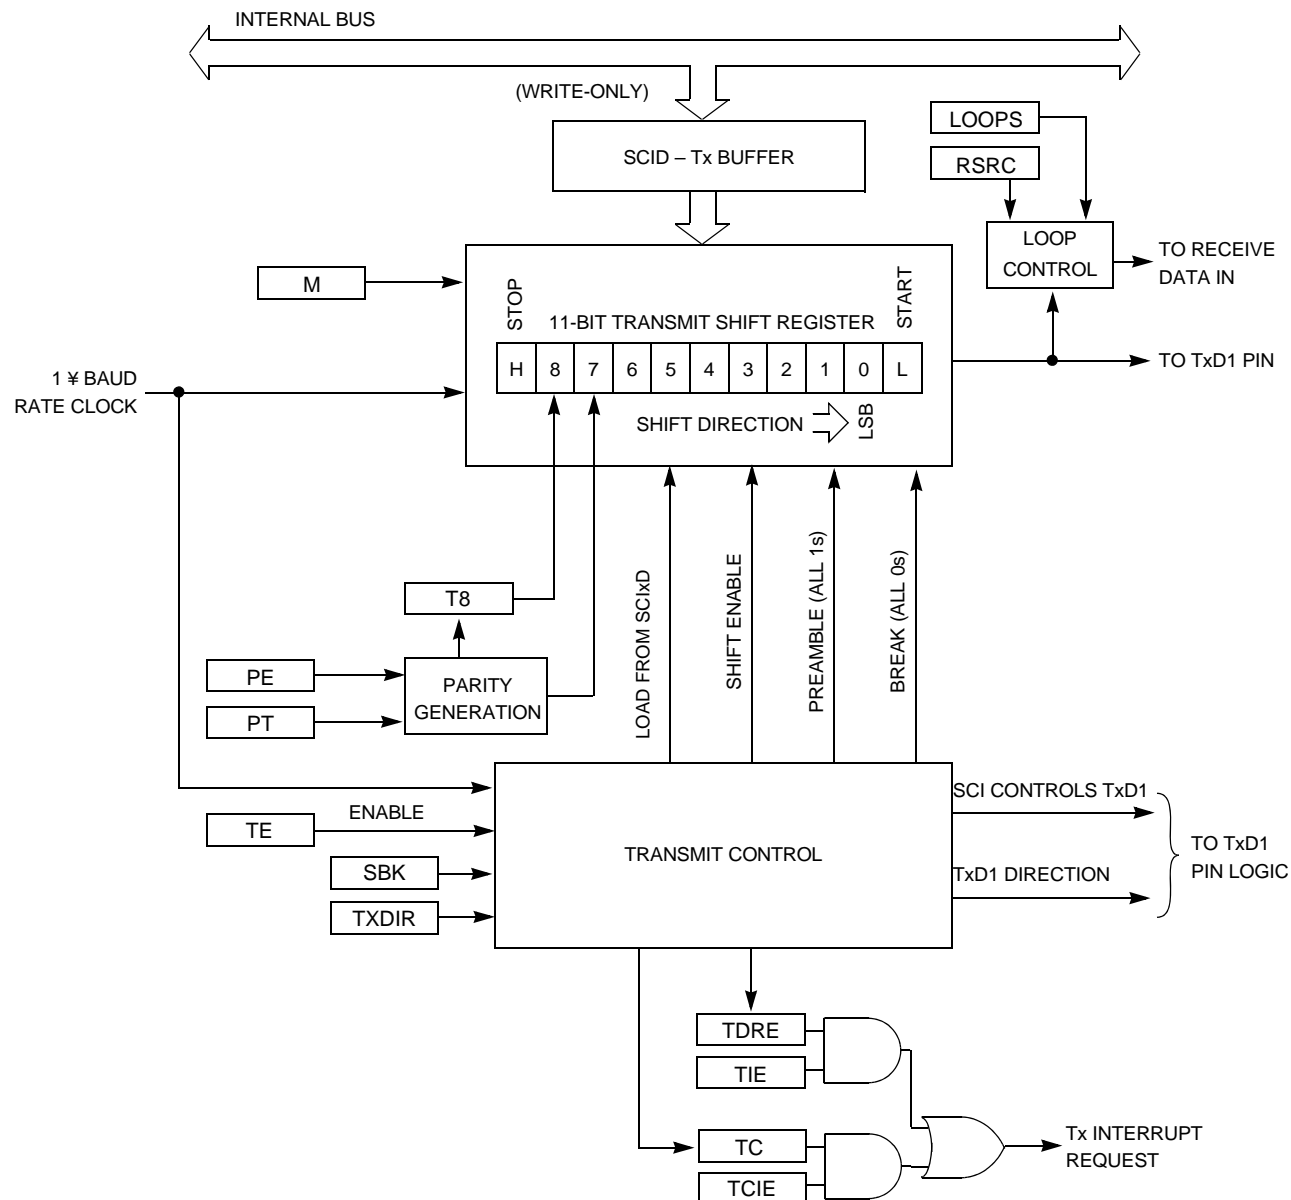 INTERNAL BUS
(WRITE-ONLY)
SCID – Tx BUFFER
LOOPS
RSRC
LOOP
CONTROL
TO RECEIVE
DATA IN
M
STOP
11-BIT TRANSMIT SHIFT REGISTER
START
H 8 7 6 5 4 3 2 1 0 L
TO TxD1 PIN
1 ¥ BAUD
RATE CLOCK
SHIFT DIRECTION
LSB
LOAD FROM SCIxD
SHIFT ENABLE
PREAMBLE (ALL 1s)
BREAK (ALL 0s)
T8
PE
PT
PARITY
GENERATION
TE
ENABLE
SBK
TXDIR
TRANSMIT CONTROL
SCI CONTROLS TxD1
TxD1 DIRECTION
TO TxD1
PIN LOGIC
TDRE
TIE
TC
TCIE
Tx INTERRUPT
REQUEST